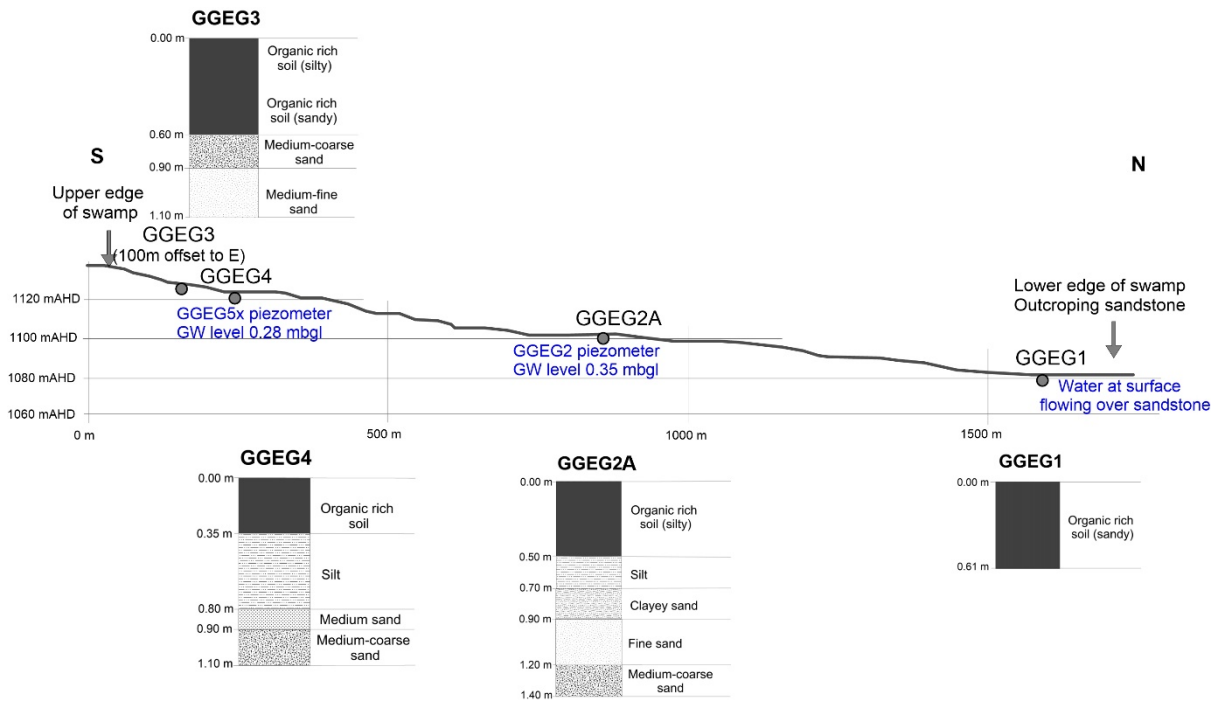 GGEG3
0.00 m
Organic rich
soil (silty)
Organic rich
soil (sandy)
0.60 m
Medium-coarse
sand
0.90 m
Medium-fine
sand
1.10 m
S
N
Upper edge
of swamp
GGEG3
(100m offset to E)
GGEG4
GGEG5x piezometer
GW level 0.28 mbgl
GGEG2A
GGEG2 piezometer
GW level 0.35 mbgl
Lower edge of swamp
Outcroping sandstone
GGEG1
Water at surface
flowing over sandstone
1120 mAHD
1100 mAHD
1080 mAHD
1060 mAHD
0 m
500 m
1000 m
1500 m
GGEG4
0.00 m
Organic rich
soil
0.35 m
Silt
0.80 m
Medium sand
0.90 m
Medium-coarse
sand
1.10 m
GGEG2A
0.00 m
Organic rich
soil (silty)
0.50 m
Silt
0.70 m
Clayey sand
0.90 m
Fine sand
1.20 m
Medium-coarse
sand
1.40 m
GGEG1
0.00 m
Organic rich
soil (sandy)
0.61 m